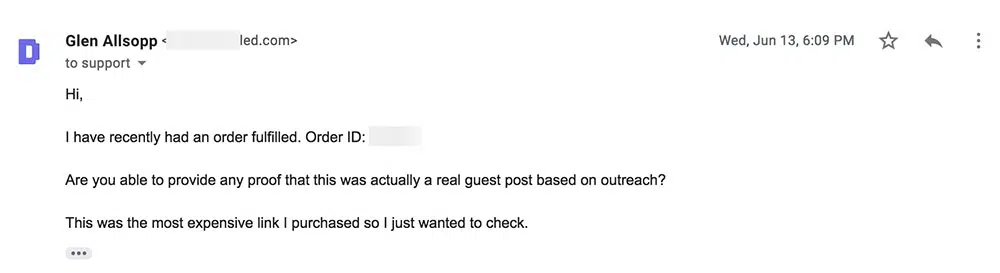 Glen Allsopp < led.com>
Wed, Jun 13, 6:09 PM
to support
Hi,
I have recently had an order fulfilled. Order ID:
Are you able to provide any proof that this was actually a real guest post based on outreach?
This was the most expensive link I purchased so I just wanted to check.